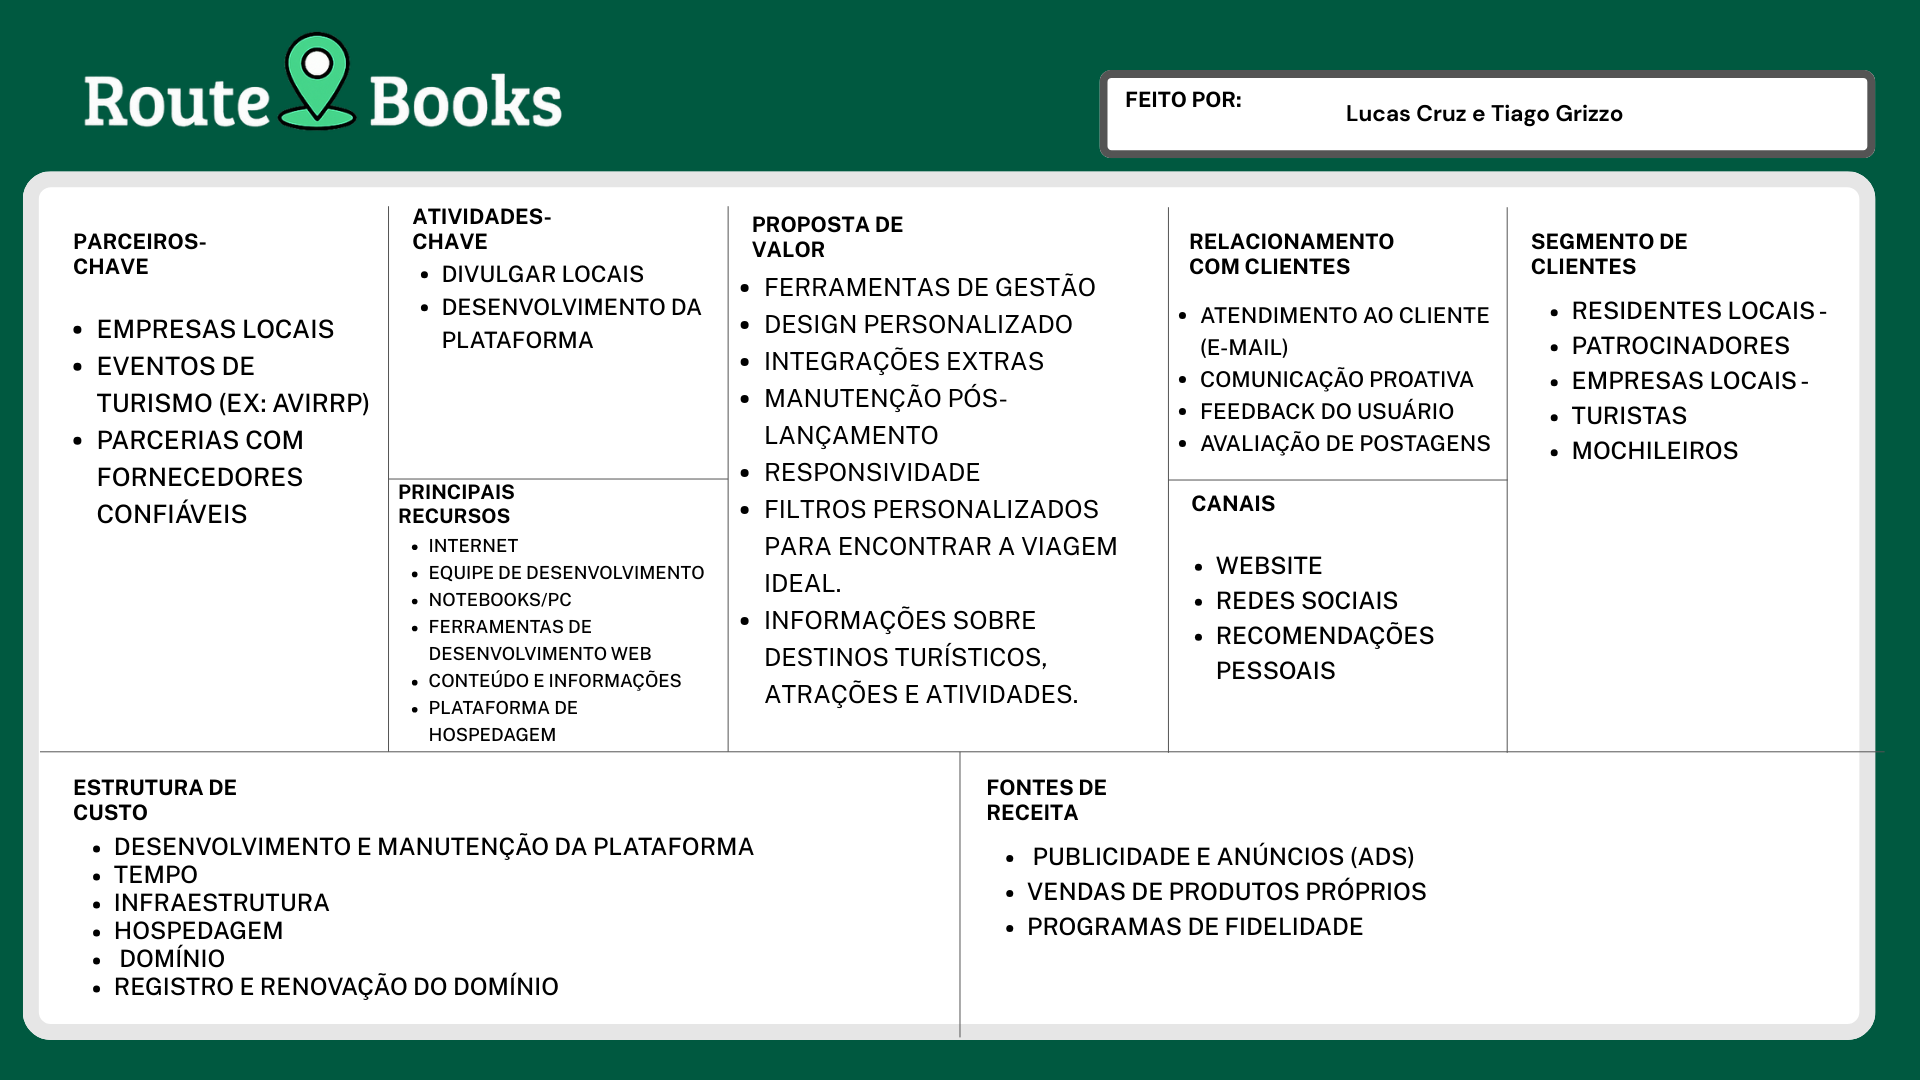 Route Books
FEITO POR:
Lucas Cruz e Tiago Grizzo
PARCEIROS-
CHAVE
• EMPRESAS LOCAIS
• EVENTOS DE
TURISMO (EX: AVIRRP)
• PARCERIAS COM
FORNECEDORES
CONFIÁVEIS
ATIVIDADES-
CHAVE
• DIVULGAR LOCAIS
• DESENVOLVIMENTO DA
PLATAFORMA
PRINCIPAIS
RECURSOS
• INTERNET
• EQUIPE DE DESENVOLVIMENTO
• NOTEBOOKS/PC
• FERRAMENTAS DE
DESENVOLVIMENTO WEB
• CONTEÚDO E INFORMAÇÕES
• PLATAFORMA DE
HOSPEDAGEM
PROPOSTA DE
VALOR
• FERRAMENTAS DE GESTÃO
• DESIGN PERSONALIZADO
• INTEGRAÇÕES EXTRAS
• MANUTENÇÃO PÓS-
LANÇAMENTO
• RESPONSIVIDADE
• FILTROS PERSONALIZADOS
PARA ENCONTRAR A VIAGEM
IDEAL.
• INFORMAÇÕES SOBRE
DESTINOS TURÍSTICOS,
ATRAÇÕES E ATIVIDADES.
RELACIONAMENTO
COM CLIENTES
• ATENDIMENTO AO CLIENTE
(E-MAIL)
• COMUNICAÇÃO PROATIVA
• FEEDBACK DO USUÁRIO
• AVALIAÇÃO DE POSTAGENS
CANAIS
• WEBSITE
• REDES SOCIAIS
• RECOMENDAÇÕES
PESSOAIS
SEGMENTO DE
CLIENTES
• RESIDENTES LOCAIS -
• PATROCINADORES
• EMPRESAS LOCAIS -
• TURISTAS
• MOCHILEIROS
ESTRUTURA DE
CUSTO
• DESENVOLVIMENTO E MANUTENÇÃO DA PLATAFORMA
• TEMPO
• INFRAESTRUTURA
• HOSPEDAGEM
• DOMÍNIO
• REGISTRO E RENOVAÇÃO DO DOMÍNIO
FONTES DE
RECEITA
• PUBLICIDADE E ANÚNCIOS (ADS)
• VENDAS DE PRODUTOS PRÓPRIOS
• PROGRAMAS DE FIDELIDADE